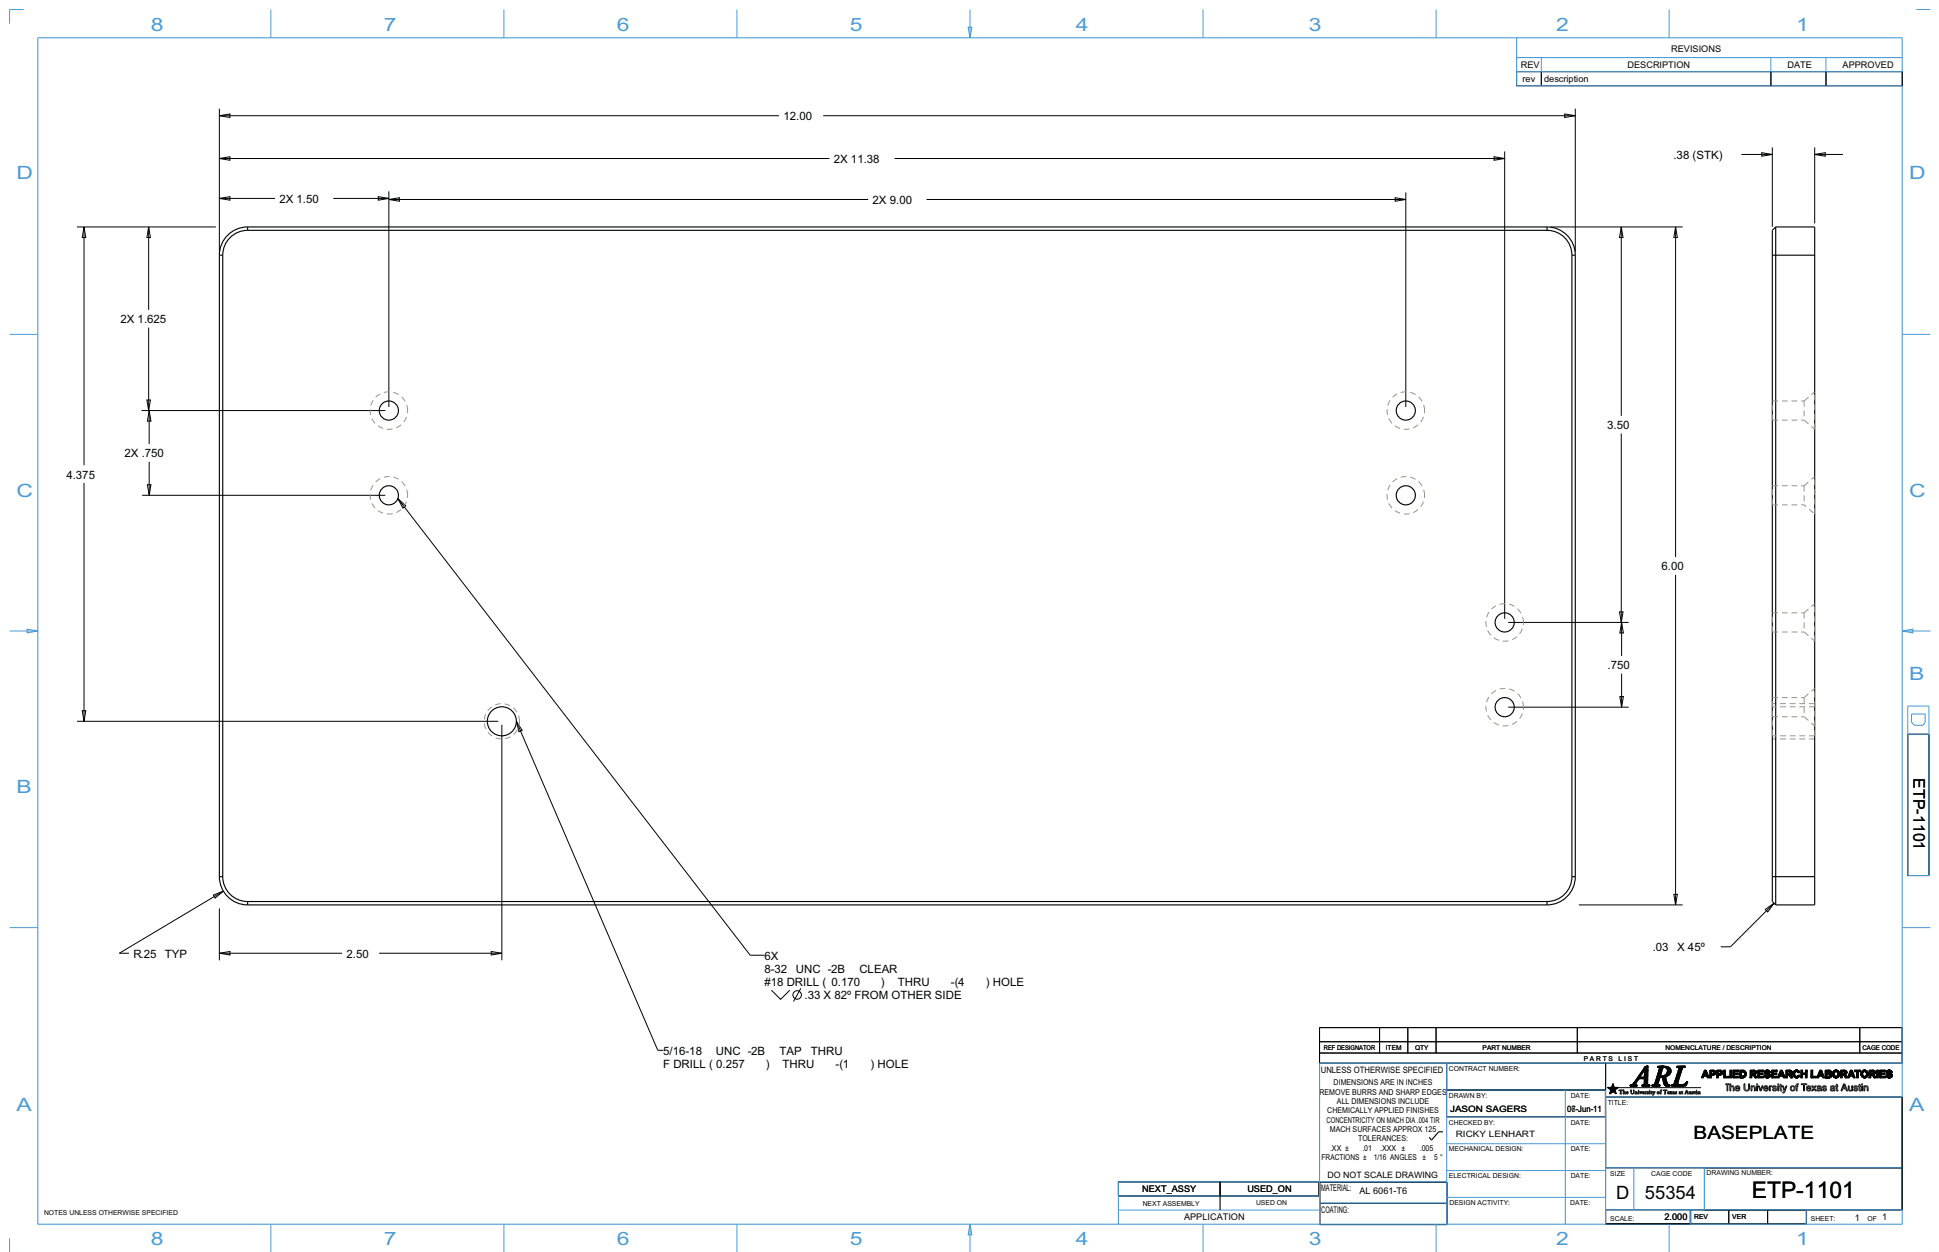 8 7 6 5 4 3 2 1
REVISIONS
REV DESCRIPTION DATE APPROVED
rev description
12.00
2X 11.38
.38 (STK)
D D
2X 1.50
2X 9.00
2X 1.625
3.50
2X .750
4.375
C C
6.00
.750
B
D
ETP-1101
B
R.25 TYP
2.50
.03 X 45º
6X
8-32 UNC -2B CLEAR
#18 DRILL ( 0.170 ) THRU -(4 ) HOLE
Ø .33 X 82º FROM OTHER SIDE
5/16-18 UNC -2B TAP THRU
F DRILL ( 0.257 ) THRU -(1 ) HOLE
A A
REF DESIGNATOR ITEM QTY PART NUMBER NOMENCLATURE / DESCRIPTION CAGE CODE
PARTS LIST
UNLESS OTHERWISE SPECIFIED
DIMENSIONS ARE IN INCHES
REMOVE BURRS AND SHARP EDGES
ALL DIMENSIONS INCLUDE
CHEMICALLY APPLIED FINISHES
CONCENTRICITY ON MACH DIA .004 TIR
MACH SURFACES APPROX 125
TOLERANCES:
.XX ± .01 .XXX ± .005
FRACTIONS ± 1/16 ANGLES ± 5 °
DO NOT SCALE DRAWING
MATERIAL: AL 6061-T6
COATING:
CONTRACT NUMBER:
DRAWN BY: DATE:
JASON SAGERS 06-Jun-11
CHECKED BY: DATE:
RICKY LENHART
MECHANICAL DESIGN: DATE:
ELECTRICAL DESIGN: DATE:
DESIGN ACTIVITY: DATE:
ARL APPLIED RESEARCH LABORATORIES
The University of Texas at Austin The University of Texas at Austin
TITLE:
BASEPLATE
SIZE CAGE CODE DRAWING NUMBER:
D 55354 ETP-1101
SCALE: 2.000 REV VER SHEET: 1 OF 1
NEXT_ASSY USED_ON
NEXT ASSEMBLY USED ON
APPLICATION
NOTES UNLESS OTHERWISE SPECIFIED
8 7 6 5 4 3 2 1